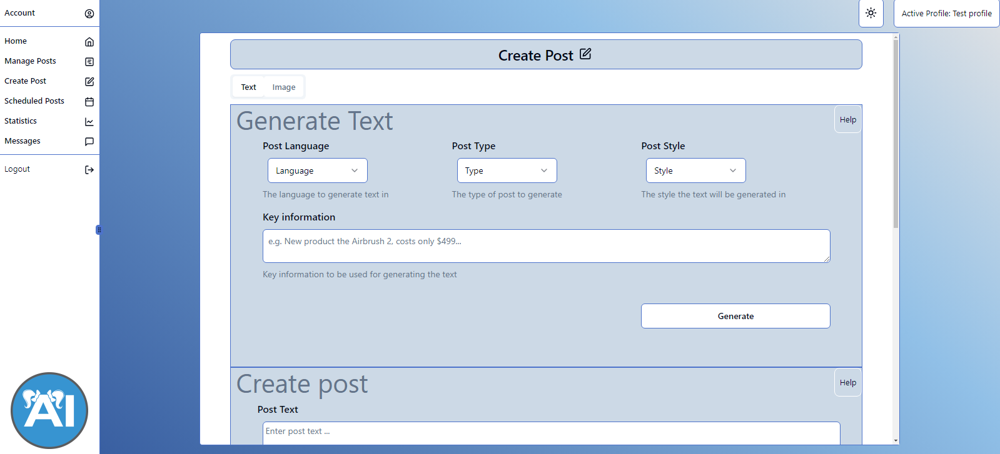 Account
Home
Manage Posts
Create Post
Scheduled Posts
Statistics
Messages
Logout
AI
Active Profile: Test profile
Create Post
Text Image
Generate Text
Help
Post Language Post Type Post Style
Language Type Style
The language to generate text in The type of post to generate The style the text will be generated in
Key information
e.g. New product the Airbrush 2, costs only $499...
Key information to be used for generating the text
Generate
Create post
Help
Post Text
Enter post text ...